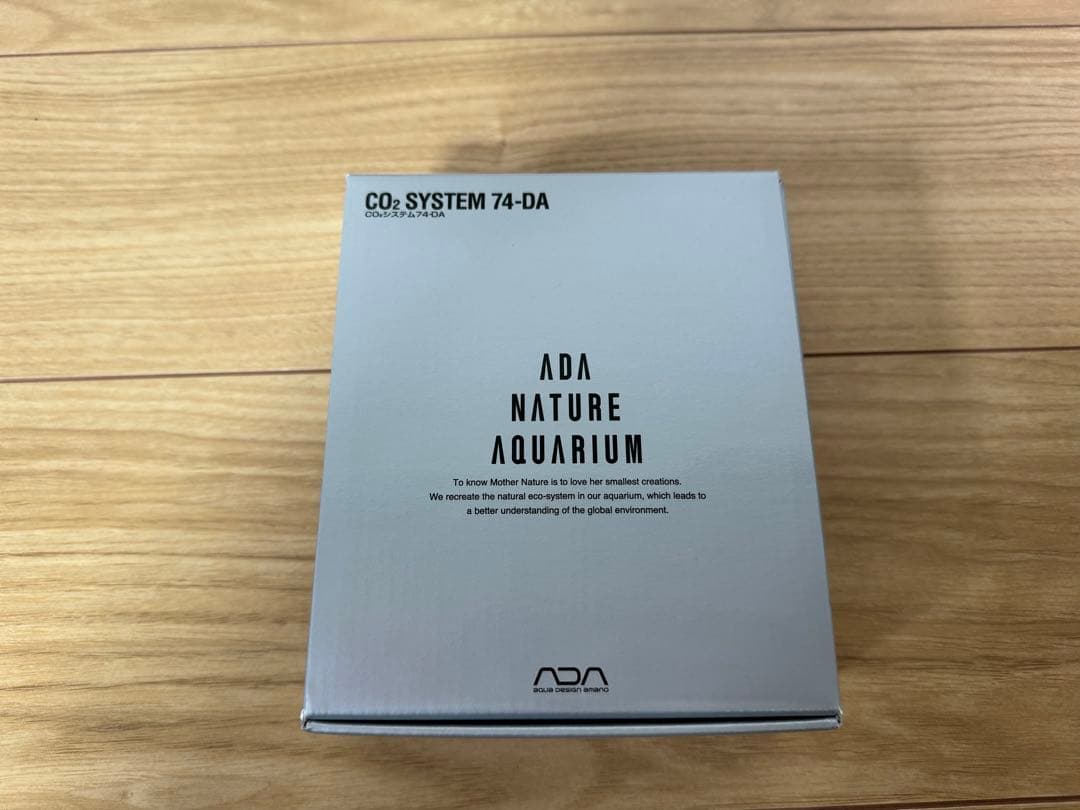 CO₂ SYSTEM 74-DA
CO₂システム74-DA
ADA
NATURE
AQUARIUM
To know Mother Nature is to love her smallest creations.
We recreate the natural eco-system in our aquarium, which leads to
a better understanding of the global environment.
ADA
aqua design amano